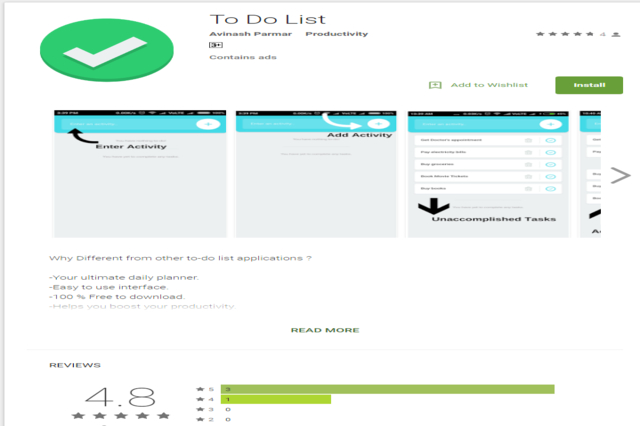 To Do List
Avinash Parmar Productivity
4
3+
Contains ads
Add to Wishlist
Install
Enter Activity
Add Activity
Get Doctor's appointment
Pay electricity bills
Buy groceries
Book Movie Tickets
Buy books
Unaccomplished Tasks
Why Different from other to-do list applications ?
-Your ultimate daily planner.
-Easy to use interface.
-100 % Free to download.
-Helps you boost your productivity
READ MORE
REVIEWS
4.8
5 3
4 1
3 0
2 0